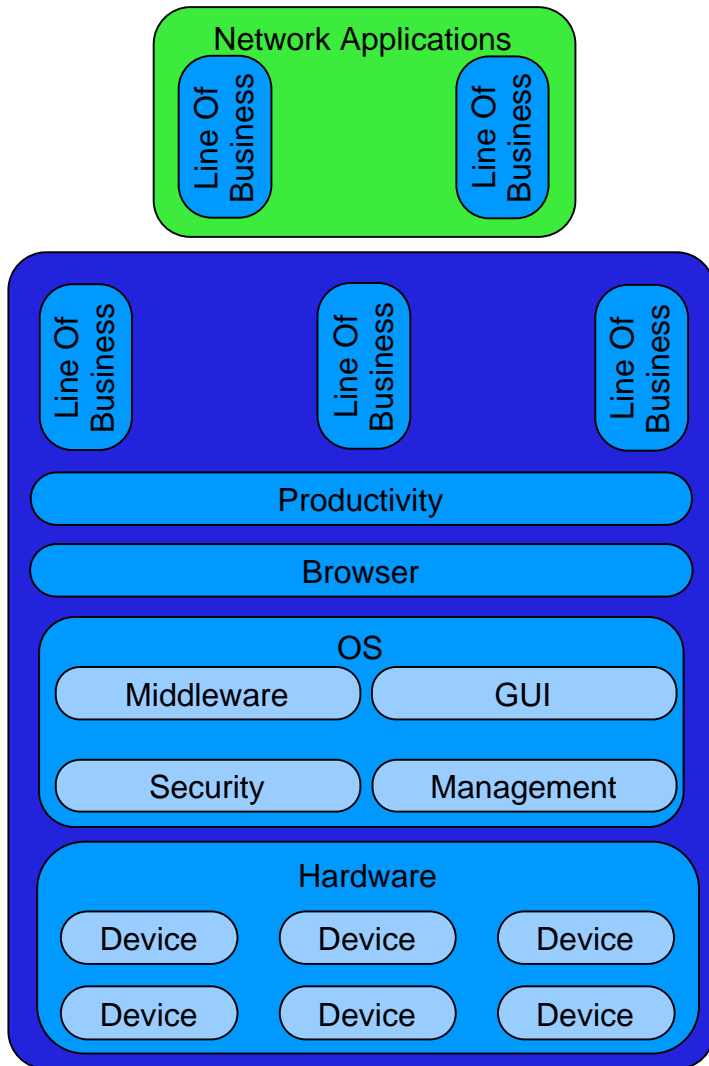 Network Applications
Line Of
Business
Line Of
Business
Line Of
Business
Line Of
Business
Line Of
Business
Productivity
Browser
OS
Middleware
GUI
Security
Management
Hardware
Device
Device
Device
Device
Device
Device